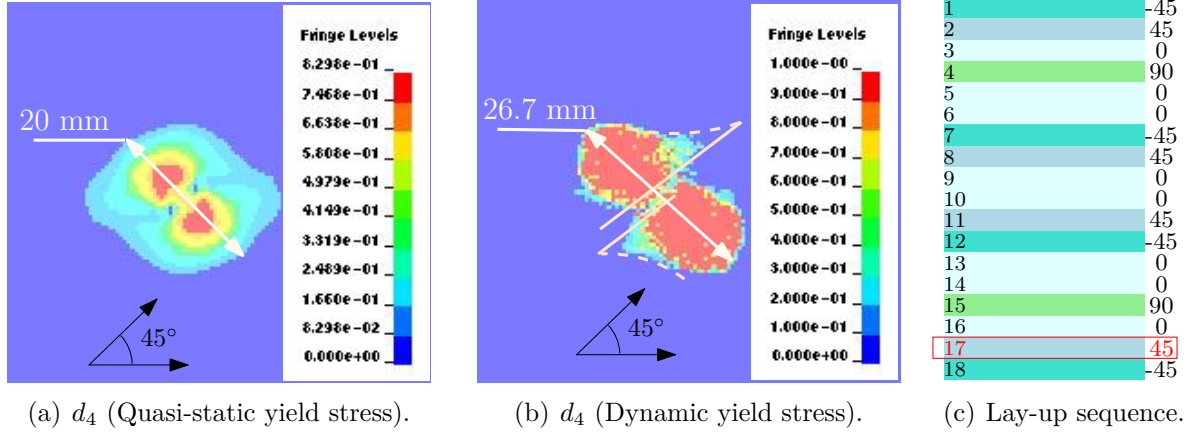 20 mm
Fringe Levels
8.298e-01
7.468e-01
6.638e-01
5.808e-01
4.979e-01
4.149e-01
3.319e-01
2.489e-01
1.660e-01
8.298e-02
0.000e+00
45°
(a) d4 (Quasi-static yield stress).
26.7 mm
Fringe Levels
1.000e-00
9.000e-01
8.000e-01
7.000e-01
6.000e-01
5.000e-01
4.000e-01
3.000e-01
2.000e-01
1.000e-01
0.000e+00
45°
(b) d4 (Dynamic yield stress).
1 -45
2 45
3 0
4 90
5 0
6 0
7 -45
8 45
9 0
10 0
11 45
12 -45
13 0
14 0
15 90
16 0
17 45
18 -45
(c) Lay-up sequence.